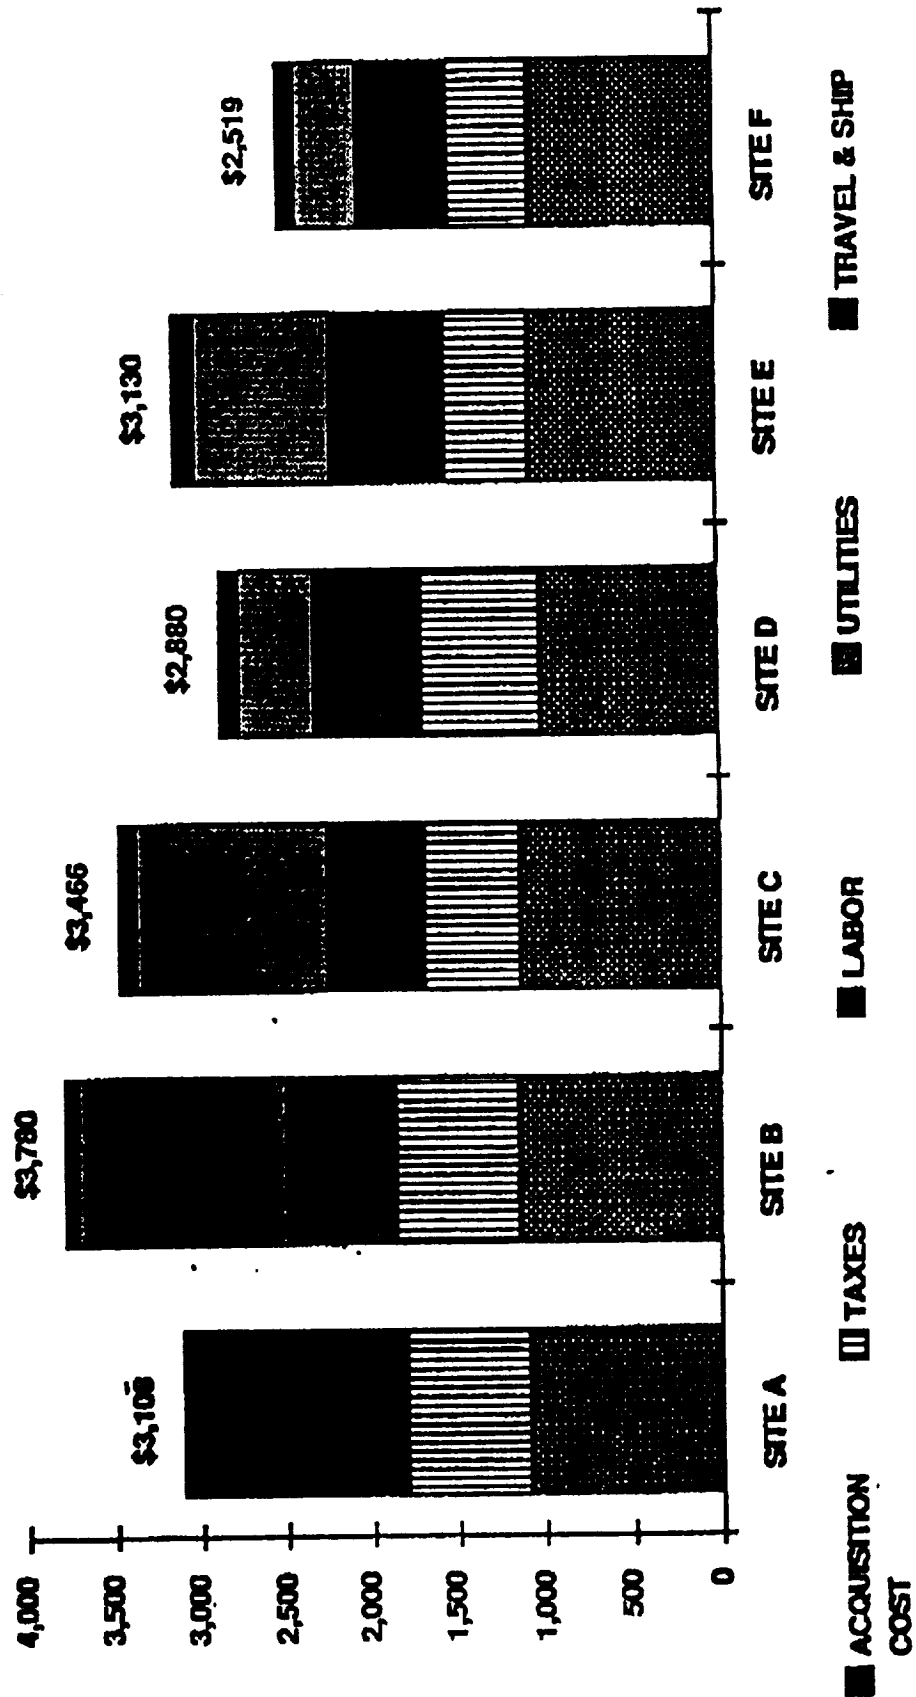 4,000
3,500
3,000
2,500
2,000
1,500
1,000
500
0
$3,108
$3,780
$3,466
$2,880
$3,130
$2,519
SITE A
SITE B
SITE C
SITE D
SITE E
SITE F
ACQUISITION COST
TAXES
LABOR
UTILITIES
TRAVEL & SHIP